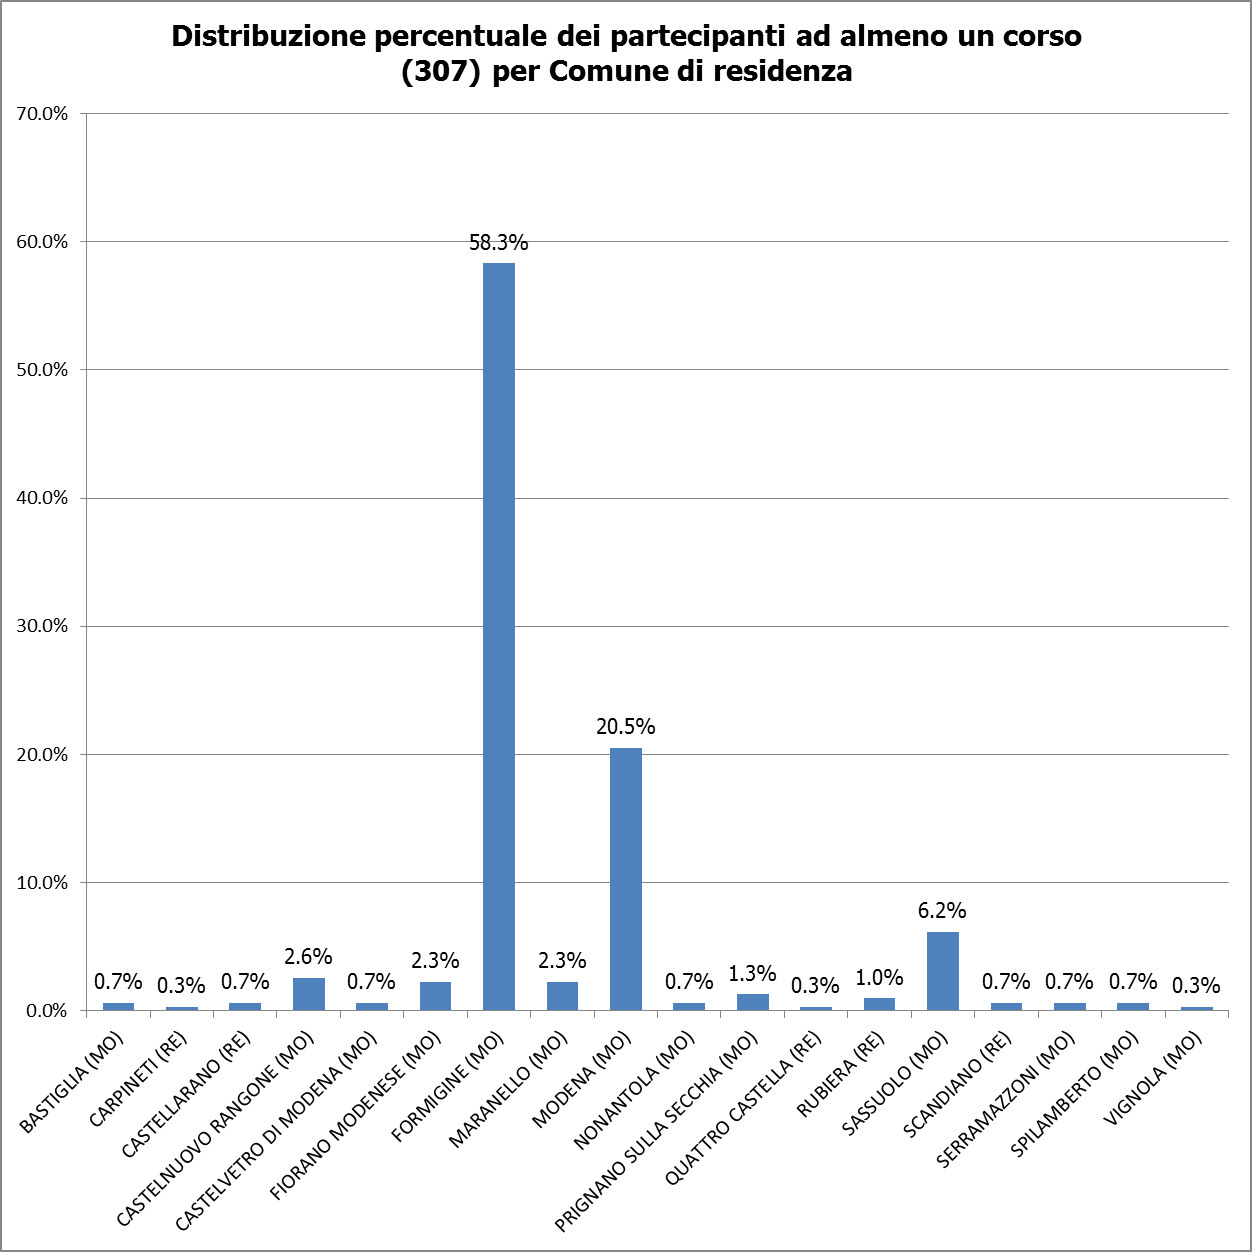 Distribuzione percentuale dei partecipanti ad almeno un corso
(307) per Comune di residenza
70.0%
60.0%
50.0%
40.0%
30.0%
20.0%
10.0%
0.0%
0.7%
0.3%
0.7%
2.6%
0.7%
2.3%
58.3%
2.3%
20.5%
0.7%
1.3%
0.3%
1.0%
6.2%
0.7%
0.7%
0.7%
0.3%
BASTIGLIA (MO)
CARPINETI (RE)
CASTELLARANO (RE)
CASTELNUOVO RANGONE (MO)
CASTELVETRO DI MODENA (MO)
FIORANO MODENESE (MO)
FORMIGINE (MO)
MARANELLO (MO)
MODENA (MO)
NONANTOLA (MO)
PRIGNANO SULLA SECCHIA (MO)
QUATTRO CASTELLA (RE)
RUBIERA (RE)
SASSUOLO (MO)
SCANDIANO (RE)
SERRAMAZZONI (MO)
SPILAMBERTO (MO)
VIGNOLA (MO)